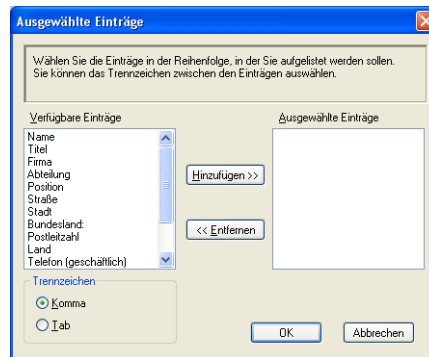 Ausgewählte Einträge
Wählen Sie die Einträge in der Reihenfolge, in der Sie aufgelistet werden sollen.
Sie können das Trennzeichen zwischen den Einträgen auswählen.
Verfügbare Einträge
Ausgewählte Einträge
Name
Titel
Firma
Abteilung
Position
Straße
Stadt
Bundesland:
Postleitzahl
Land
Telefon (geschäftlich)
Hinzufügen >>
<< Entfernen
Trennzeichen
Komma
Tab
OK
Abbrechen